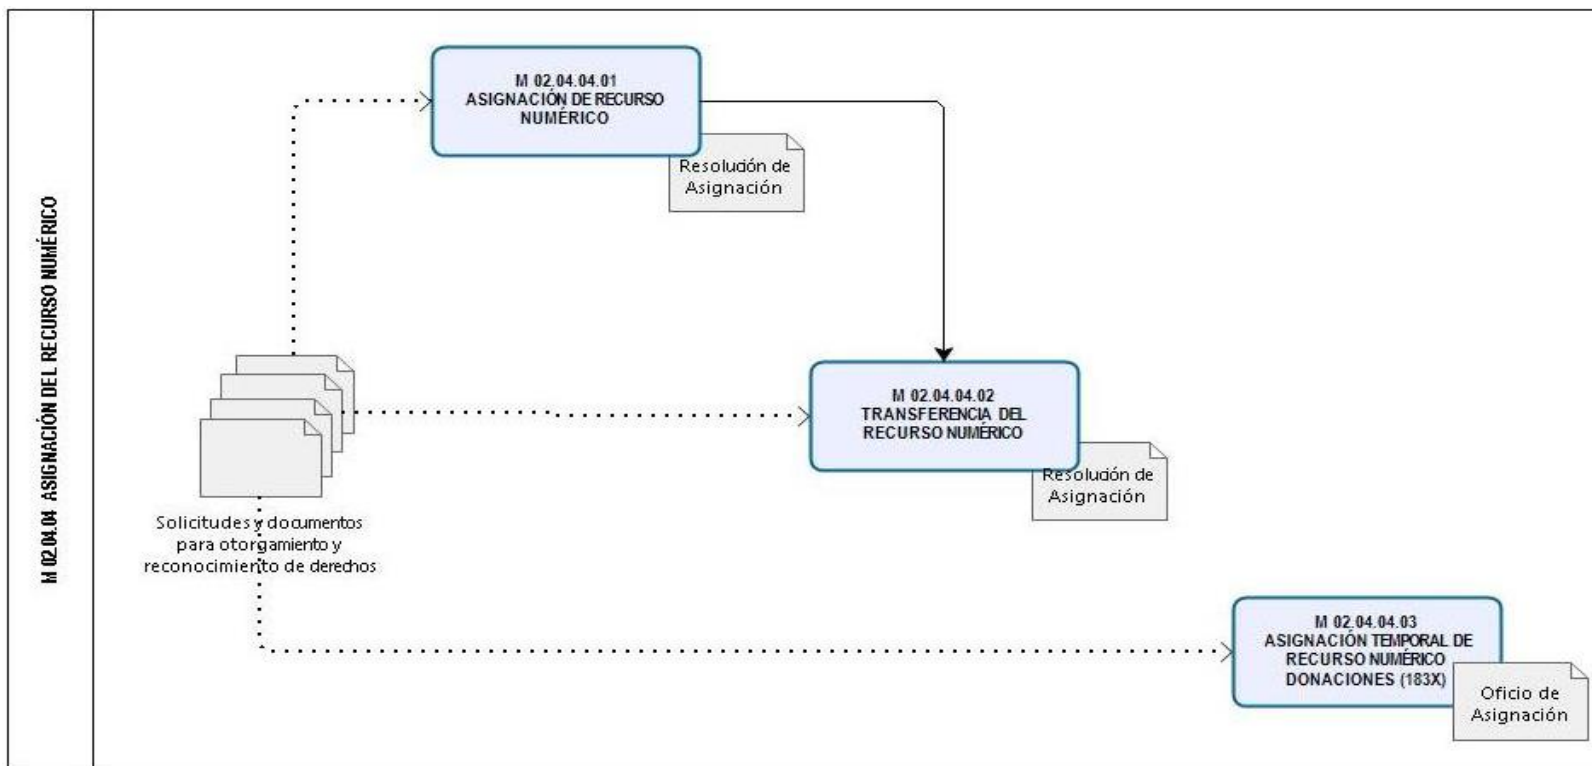 M 02.04.04 ASIGNACIÓN DEL RECURSO NUMÉRICO
M 02.04.04.01
ASIGNACIÓN DE RECURSO
NUMÉRICO
Resolución de
Asignación
M 02.04.04.02
TRANSFERENCIA DEL
RECURSO NUMÉRICO
Resolución de
Asignación
Solicitudes y documentos
para otorgamiento y
reconocimiento de derechos
M 02.04.04.03
ASIGNACIÓN TEMPORAL DE
RECURSO NUMÉRICO
DONACIONES (183X)
Oficio de
Asignación